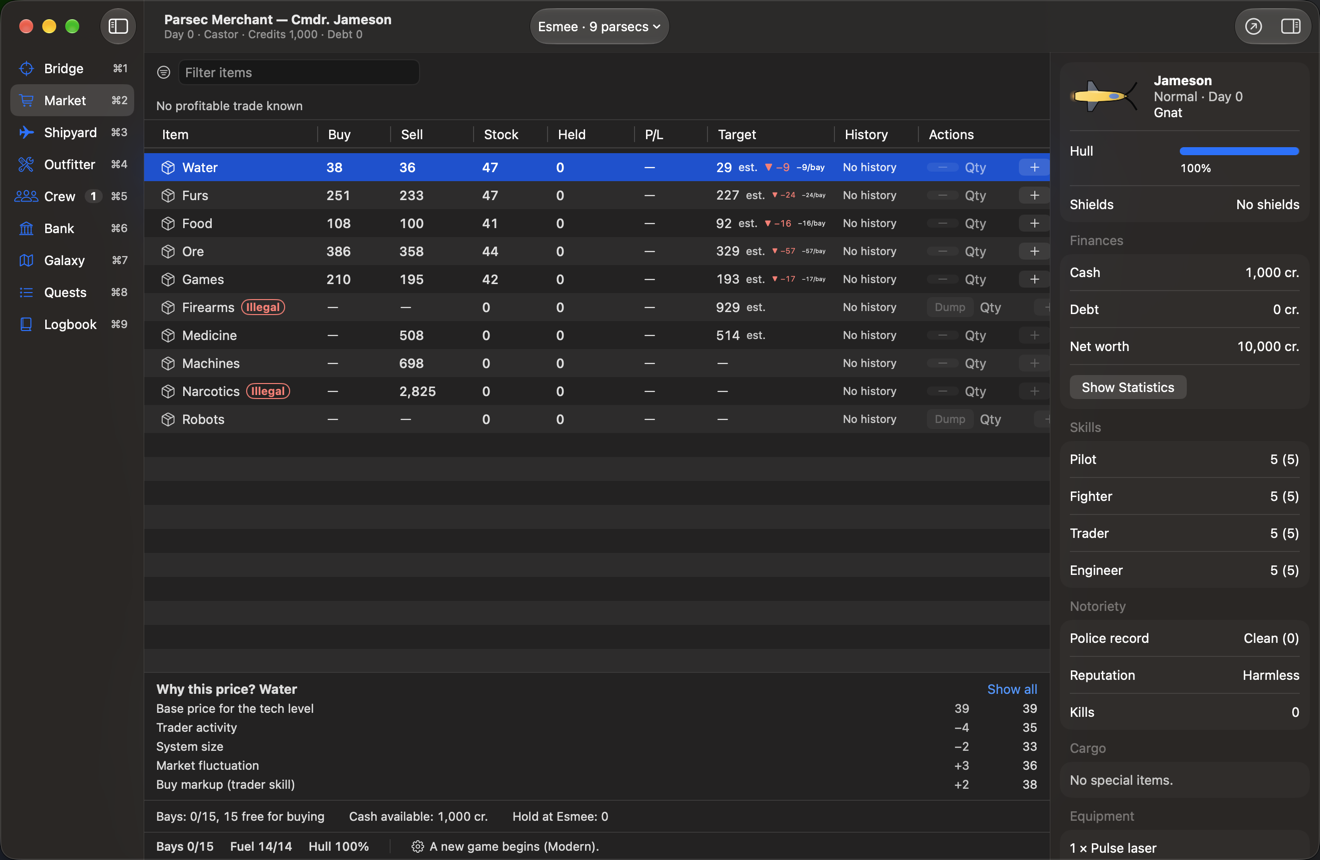 Parsec Merchant — Cmdr. Jameson
Day 0 · Castor · Credits 1,000 · Debt 0
Esmee · 9 parsecs
Bridge ⌘1
Market ⌘2
Shipyard ⌘3
Outfitter ⌘4
Crew 1 ⌘5
Bank ⌘6
Galaxy ⌘7
Quests ⌘8
Logbook ⌘9
Filter items
No profitable trade known
Item Buy Sell Stock Held P/L Target History Actions
Water 38 36 47 0 — 29 est. ▼ −9 −9/bay No history — Qty +
Furs 251 233 47 0 — 227 est. ▼ −24 −24/bay No history — Qty +
Food 108 100 41 0 — 92 est. ▼ −16 −16/bay No history — Qty +
Ore 386 358 44 0 — 329 est. ▼ −57 −57/bay No history — Qty +
Games 210 195 42 0 — 193 est. ▼ −17 −17/bay No history — Qty +
Firearms Illegal — — 0 0 — 929 est. No history Dump Qty +
Medicine — 508 0 0 — 514 est. No history — Qty +
Machines — 698 0 0 — — No history — Qty +
Narcotics Illegal — 2,825 0 0 — — No history — Qty +
Robots — — 0 0 — — No history Dump Qty +
Why this price? Water Show all
Base price for the tech level 39 39
Trader activity −4 35
System size −2 33
Market fluctuation +3 36
Buy markup (trader skill) +2 38
Bays: 0/15, 15 free for buying Cash available: 1,000 cr. Hold at Esmee: 0
Bays 0/15 Fuel 14/14 Hull 100% A new game begins (Modern).
Jameson
Normal · Day 0
Gnat
Hull
100%
Shields No shields
Finances
Cash 1,000 cr.
Debt 0 cr.
Net worth 10,000 cr.
Show Statistics
Skills
Pilot 5 (5)
Fighter 5 (5)
Trader 5 (5)
Engineer 5 (5)
Notoriety
Police record Clean (0)
Reputation Harmless
Kills 0
Cargo
No special items.
Equipment
1 × Pulse laser